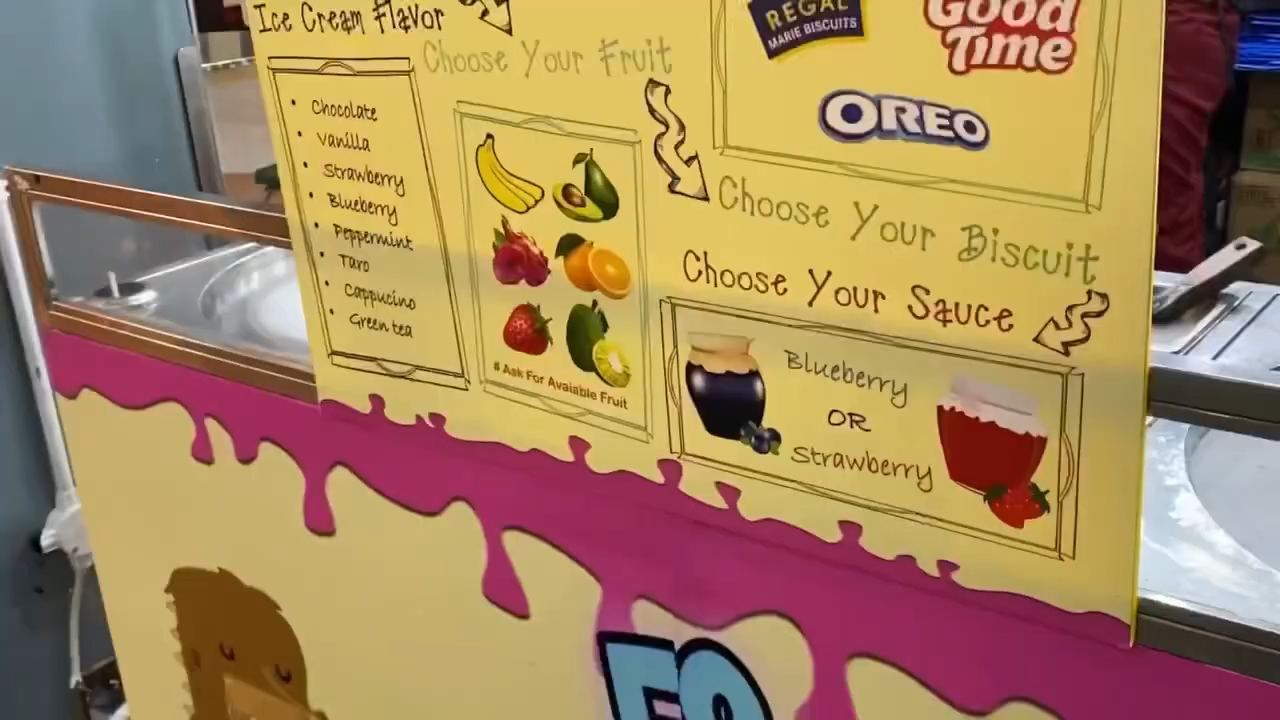 Ice Cream Flavor
Chocolate
Vanilla
Strawberry
Blueberry
Peppermint
Taro
Cappucino
Green tea
Choose Your Fruit
# Ask For Avaiable Fruit
REGAL
MARIE BISCUITS
Good
Time
OREO
Choose Your Biscuit
Choose Your Sauce
Blueberry
OR
Strawberry